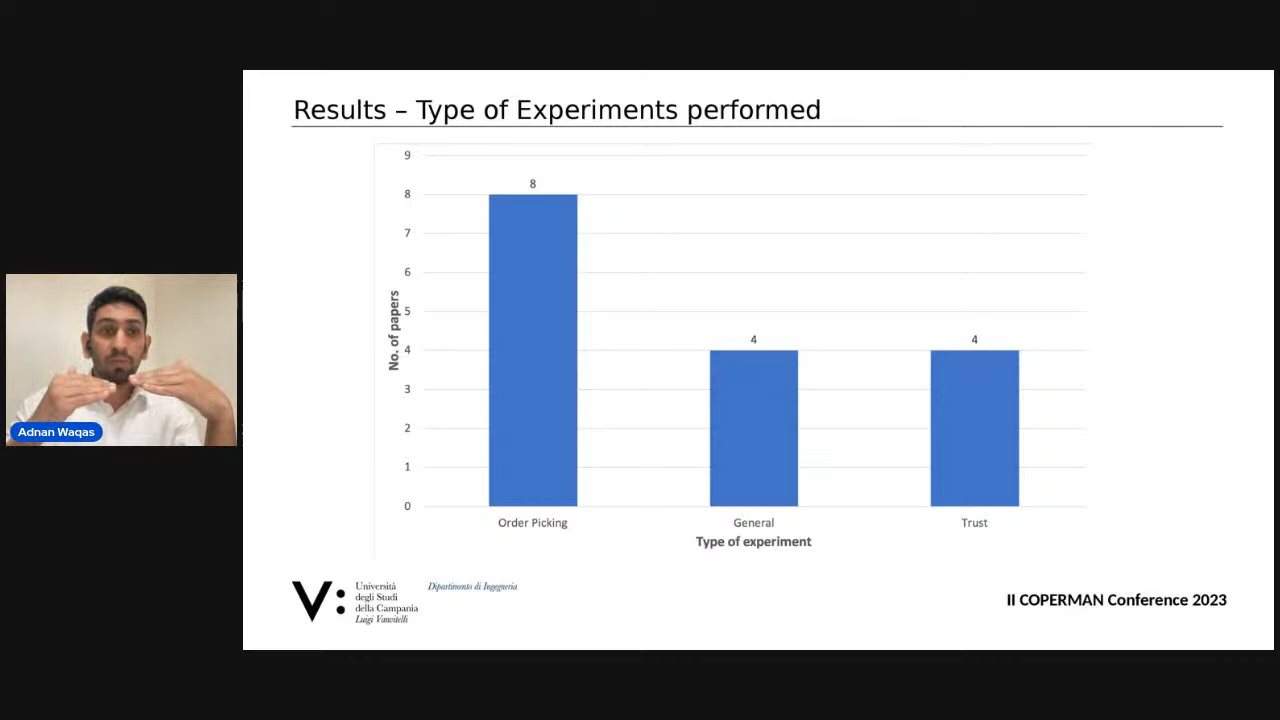 Results – Type of Experiments performed
9
8
8
7
6
5
4
4
4
3
2
1
0
No. of papers
Order Picking
General
Trust
Type of experiment
Adnan Waqas
V:
Università
degli Studi
della Campania
Luigi Vanvitelli
Dipartimento di Ingegneria
II COPERMAN Conference 2023